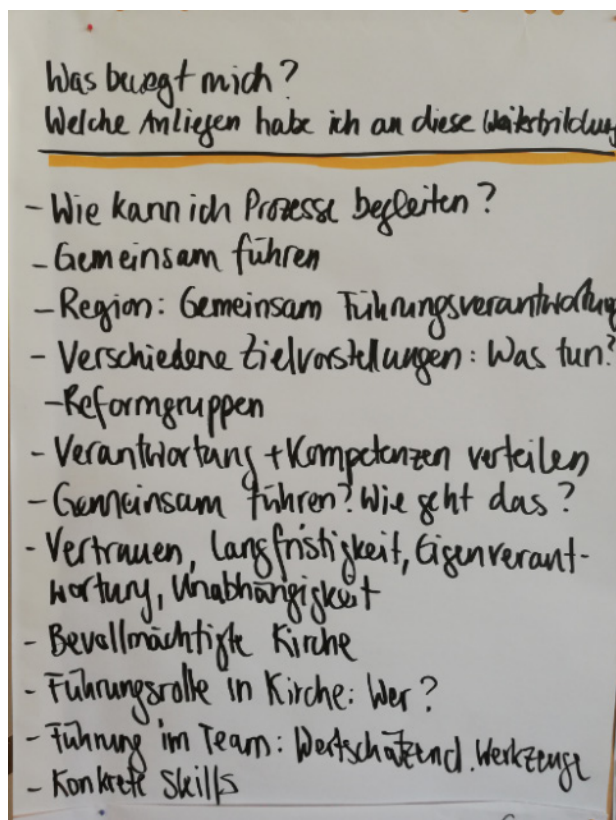 Was bewegt mich?
Welche Anliegen habe ich an diese Weiterbildung
- Wie kann ich Prozesse begleiten?
- Gemeinsam führen
- Region: Gemeinsam Führungsverantwortung
- Verschiedene Zielvorstellungen: Was tun?
- Reformgruppen
- Verantwortung + Kompetenzen verteilen
- Gemeinsam führen? Wie geht das?
- Vertrauen, Langfristigkeit, Eigenverant-
wortung, Unabhängigkeit
- Bevollmächtigte Kirche
- Führungsrolle in Kirche: Wer?
- Führung im Team: Wertschätzend. Werkzeuge
- Konkrete Skills